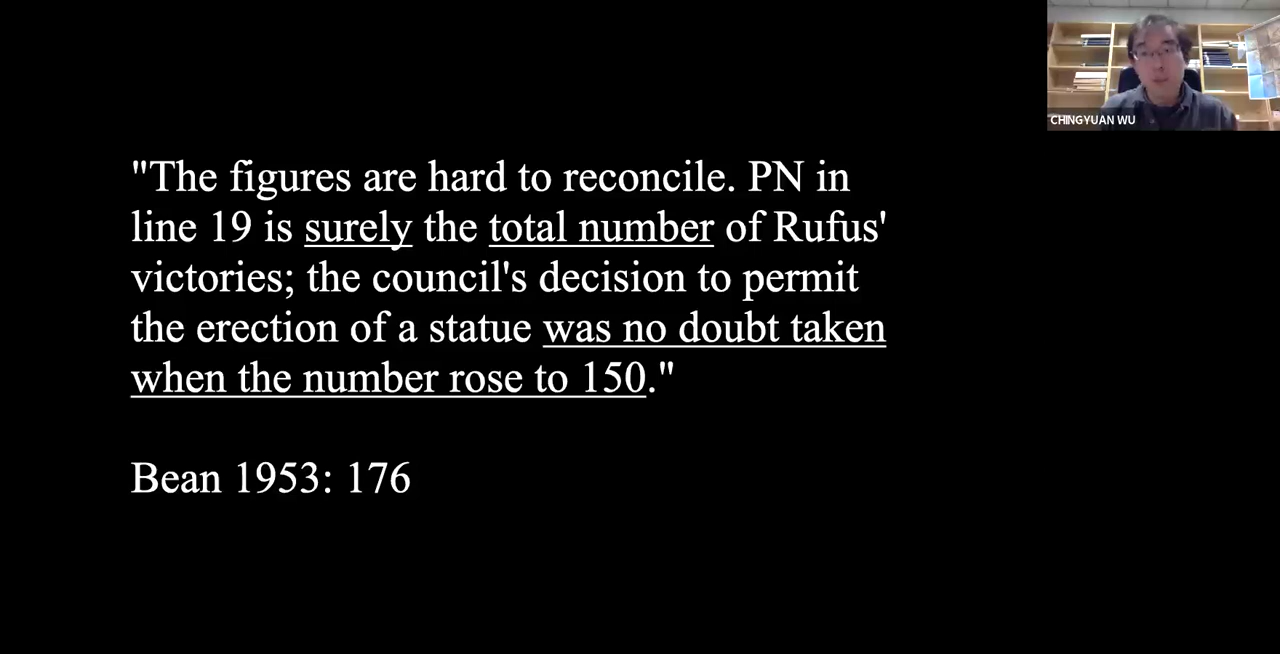 "The figures are hard to reconcile. PN in
line 19 is surely the total number of Rufus'
victories; the council's decision to permit
the erection of a statue was no doubt taken
when the number rose to 150."
Bean 1953: 176
CHINGYUAN WU